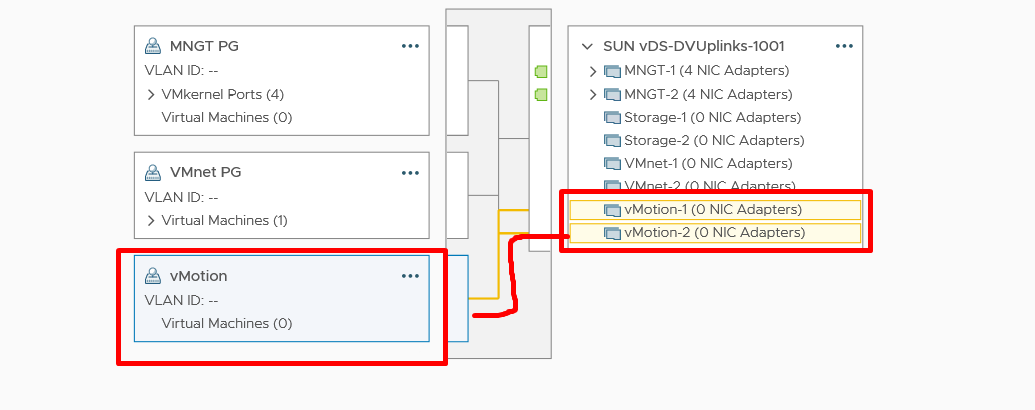 MNGT PG
VLAN ID: --
VMkernel Ports (4)
Virtual Machines (0)
VMnet PG
VLAN ID: --
Virtual Machines (1)
vMotion
VLAN ID: --
Virtual Machines (0)
SUN vDS-DVUplinks-1001
MNGT-1 (4 NIC Adapters)
MNGT-2 (4 NIC Adapters)
Storage-1 (0 NIC Adapters)
Storage-2 (0 NIC Adapters)
VMnet-1 (0 NIC Adapters)
VMnet-2 (0 NIC Adapters)
vMotion-1 (0 NIC Adapters)
vMotion-2 (0 NIC Adapters)